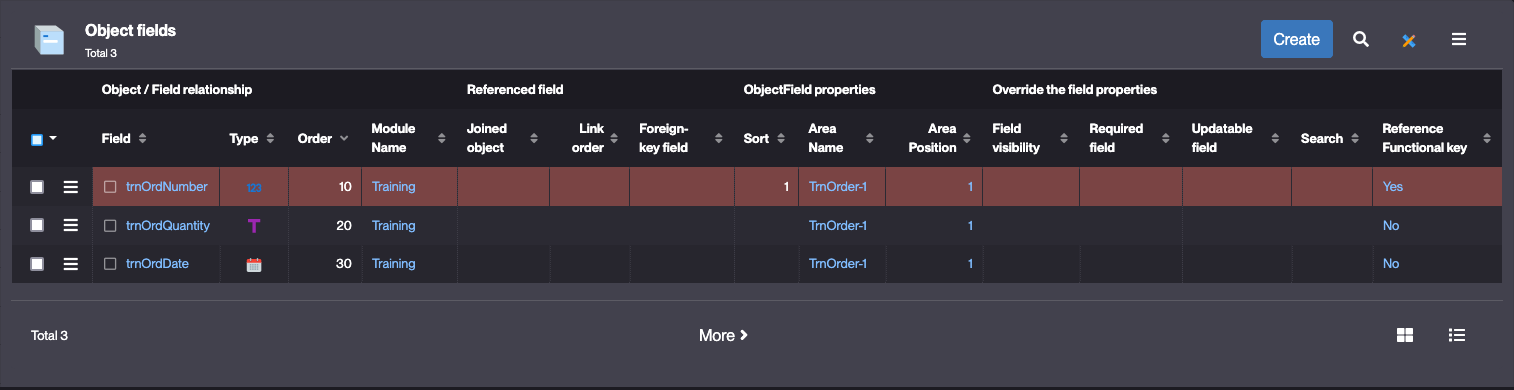 Object fields
Total 3
Create
Object / Field relationship Referenced field ObjectField properties Override the field properties
Field Type Order Module Name Joined object Link order Foreign-key field Sort Area Name Area Position Field visibility Required field Updatable field Search Reference Functional key
trnOrdNumber 123 10 Training 1 TrnOrder-1 1 Yes
trnOrdQuantity T 20 Training TrnOrder-1 1 No
trnOrdDate 30 Training TrnOrder-1 1 No
Total 3 More